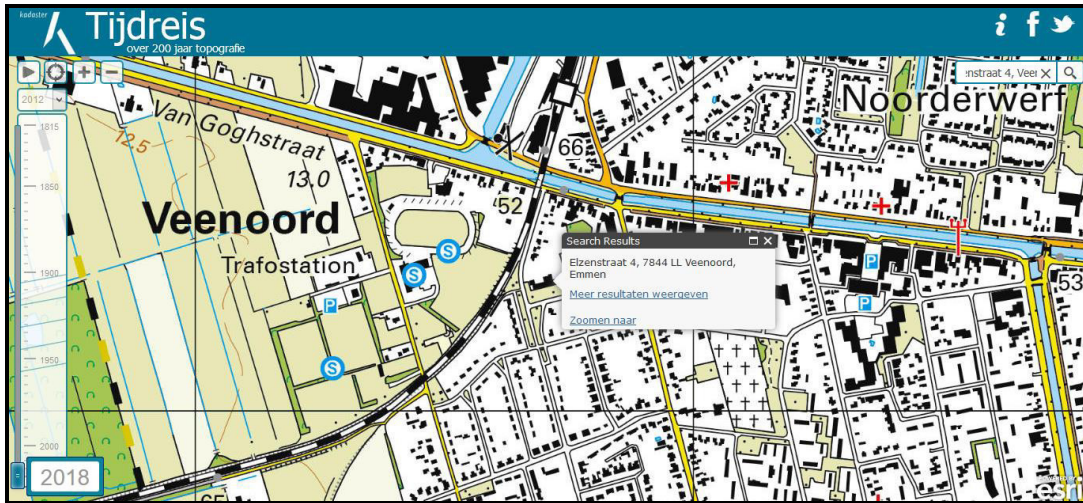 kadaster
Tijdreis
over 200 jaar topografie
i f
2012
enstraat 4, Veer X
1815
1850
1900
1950
2000
2018
Van Goghstraat
12.5
13.0
Veenoord
Trafostation
52
66
Noorderwerf
53
S
S
S
P
P
P
Search Results
Elzenstraat 4, 7844 LL Veenoord,
Emmen
Meer resultaten weergeven
Zoomen naar
65
esri